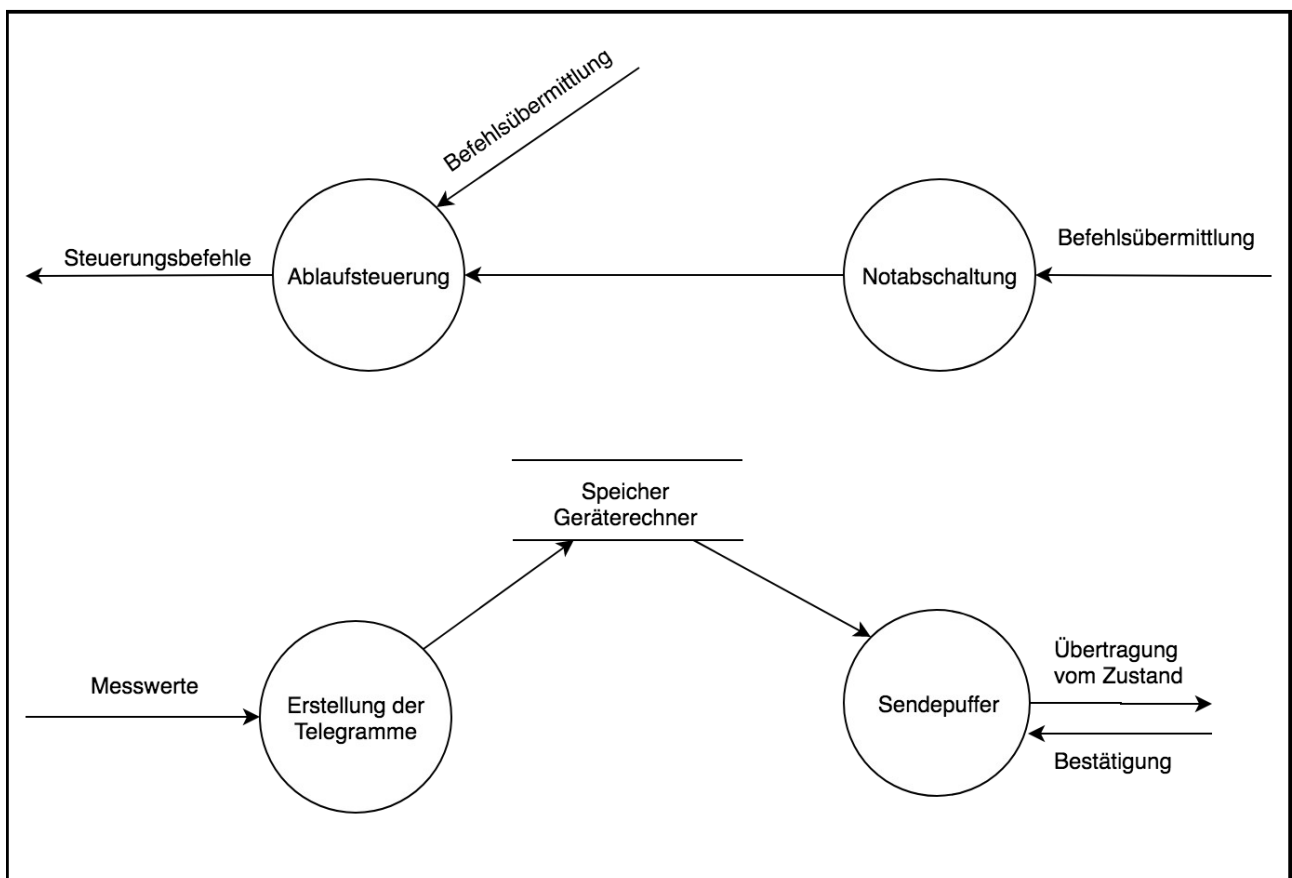 Befehlsübermittlung
Steuerungsbefehle
Ablaufsteuerung
Notabschaltung
Befehlsübermittlung
Speicher
Geräterechner
Messwerte
Erstellung der
Telegramme
Sendepuffer
Übertragung
vom Zustand
Bestätigung